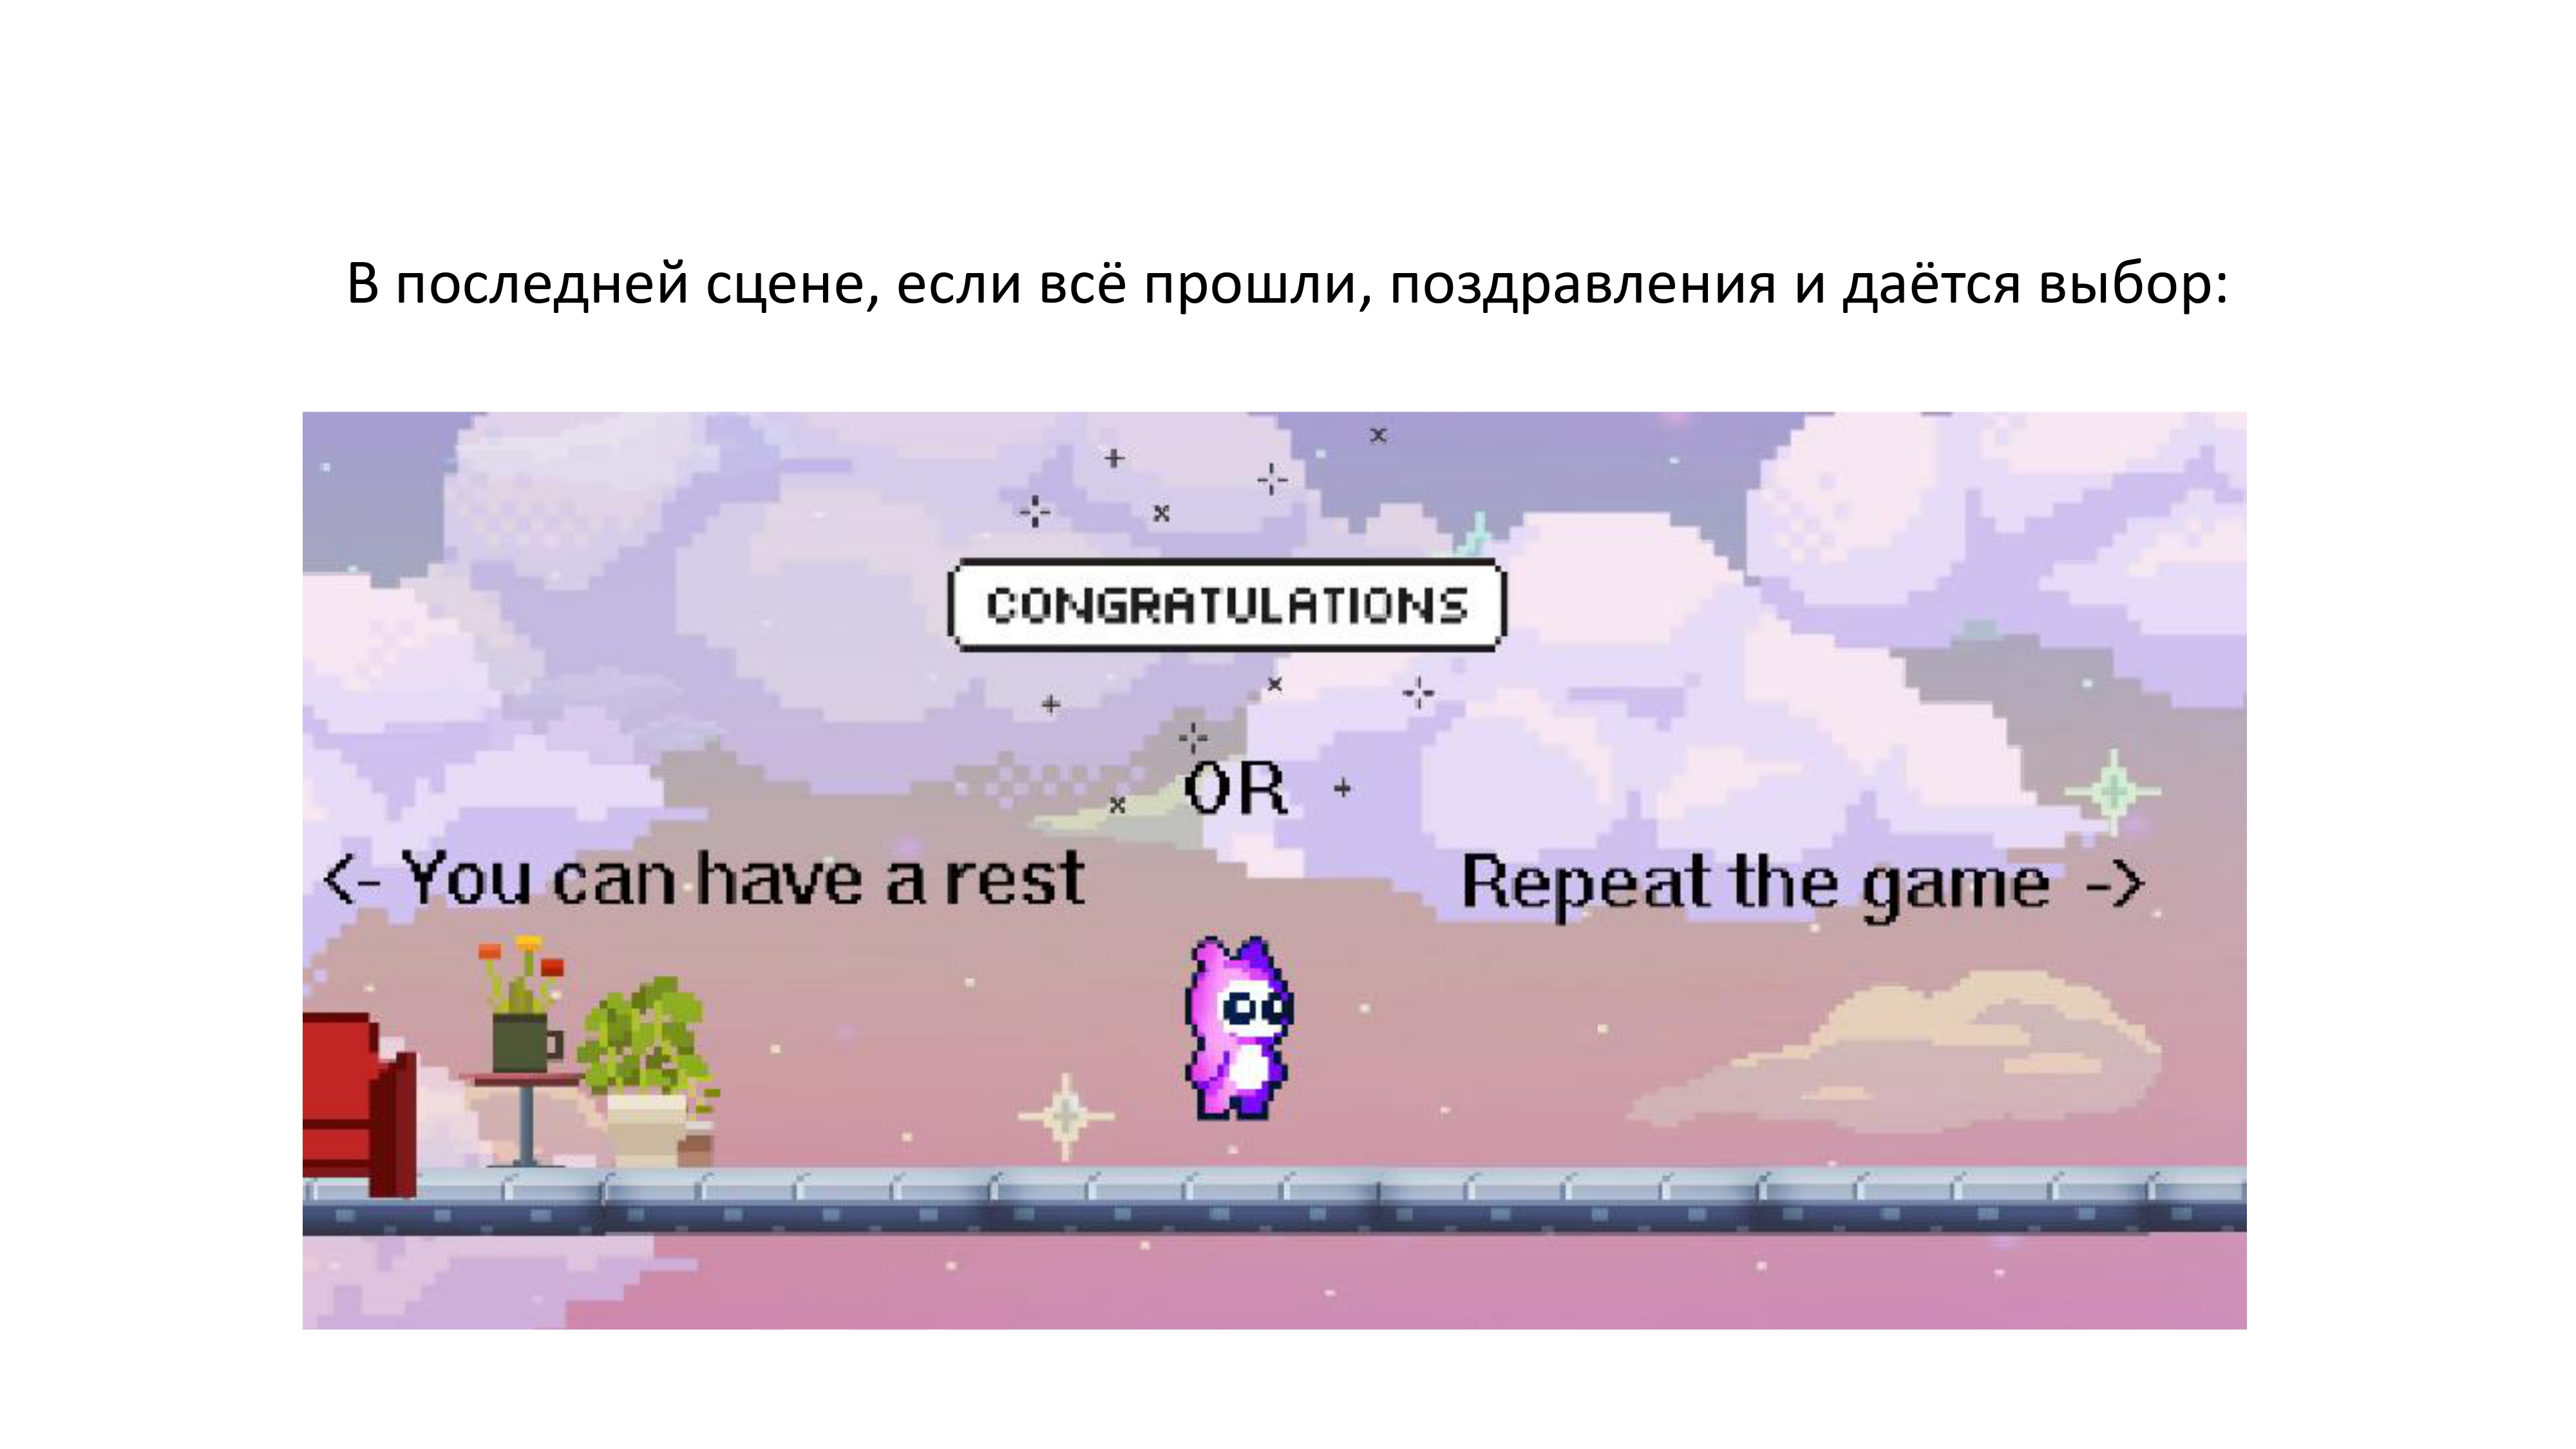 В последней сцене, если всё прошли, поздравления и даётся выбор:
CONGRATULATIONS
OR
<- You can have a rest
Repeat the game ->